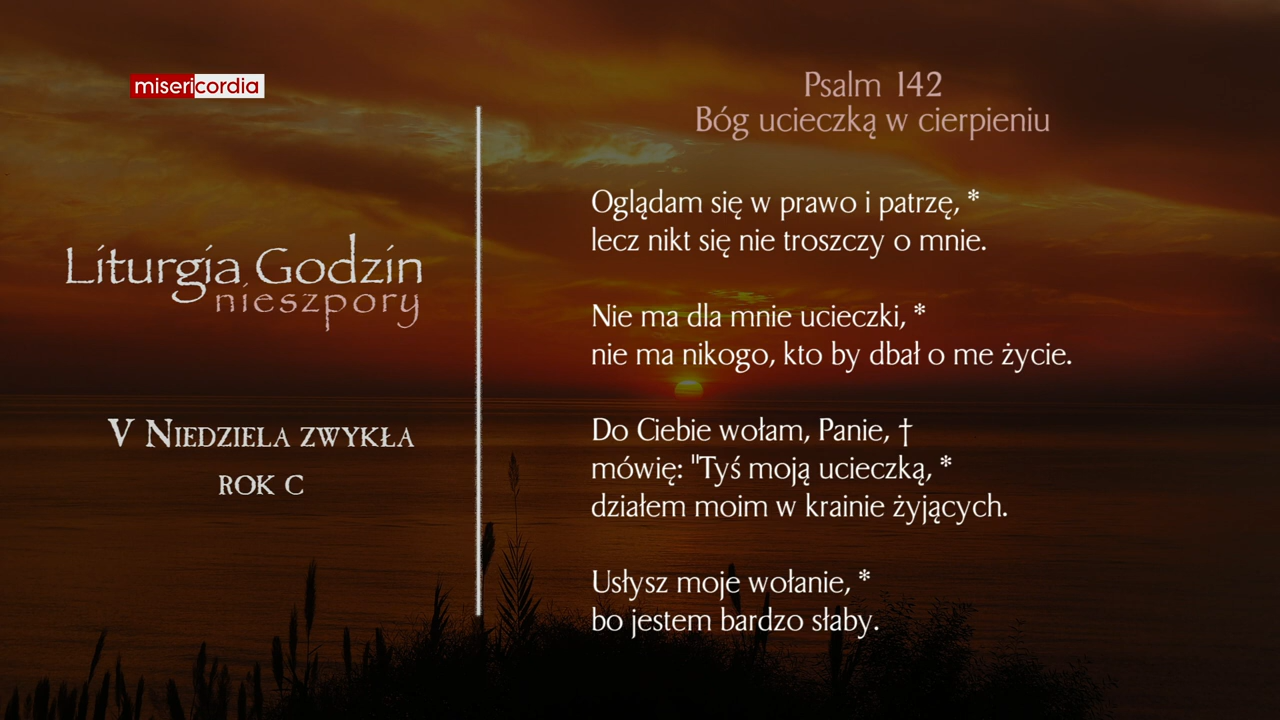 misericordia
Liturgia Godzin
nieszpory
V Niedziela zwykła
rok C
Psalm 142
Bóg ucieczką w cierpieniu
Oglądam się w prawo i patrzę, *
lecz nikt się nie troszczy o mnie.
Nie ma dla mnie ucieczki, *
nie ma nikogo, kto by dbał o me życie.
Do Ciebie wołam, Panie, †
mówię: "Tyś moją ucieczką, *
działem moim w krainie żyjących.
Usłysz moje wołanie, *
bo jestem bardzo słaby.